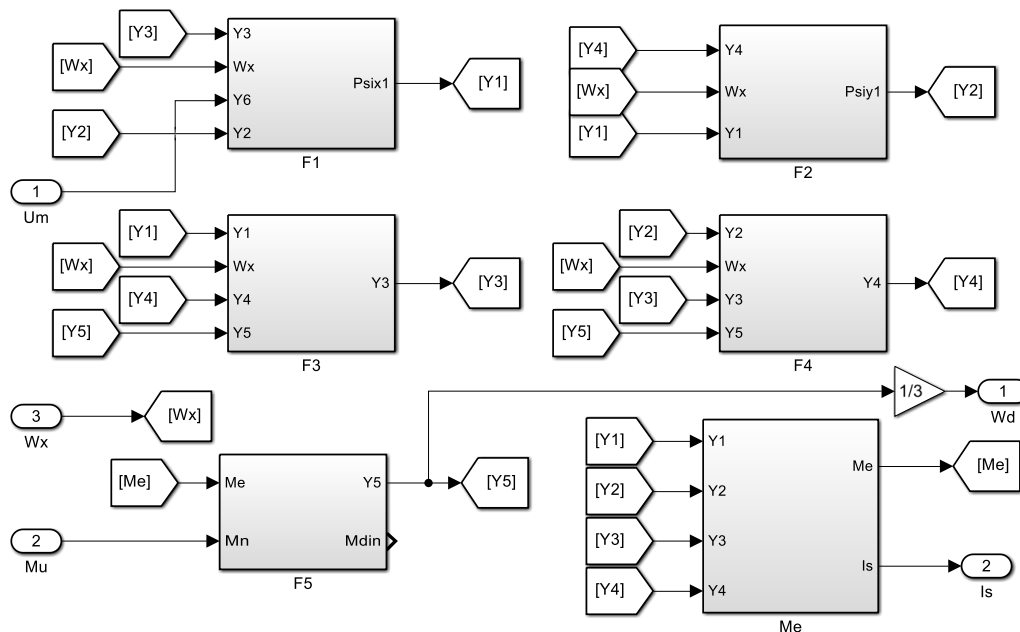 [Y3]
[Wx]
[Y2]
1
Um
Y3
Wx
Y6
Y2
Psix1
F1
[Y1]
[Y4]
[Wx]
[Y1]
Y4
Wx
Y1
Psiy1
F2
[Y2]
[Y1]
[Wx]
[Y4]
[Y5]
Y1
Wx
Y4
Y5
Y3
F3
[Y3]
[Y2]
[Wx]
[Y3]
[Y5]
Y2
Wx
Y3
Y5
Y4
F4
[Y4]
3
Wx
[Wx]
1/3
1
Wd
[Me]
2
Mu
Me
Mn
Y5
Mdin
F5
[Y5]
[Y1]
[Y2]
[Y3]
[Y4]
Y1
Y2
Y3
Y4
Me
Is
Me
[Me]
2
Is